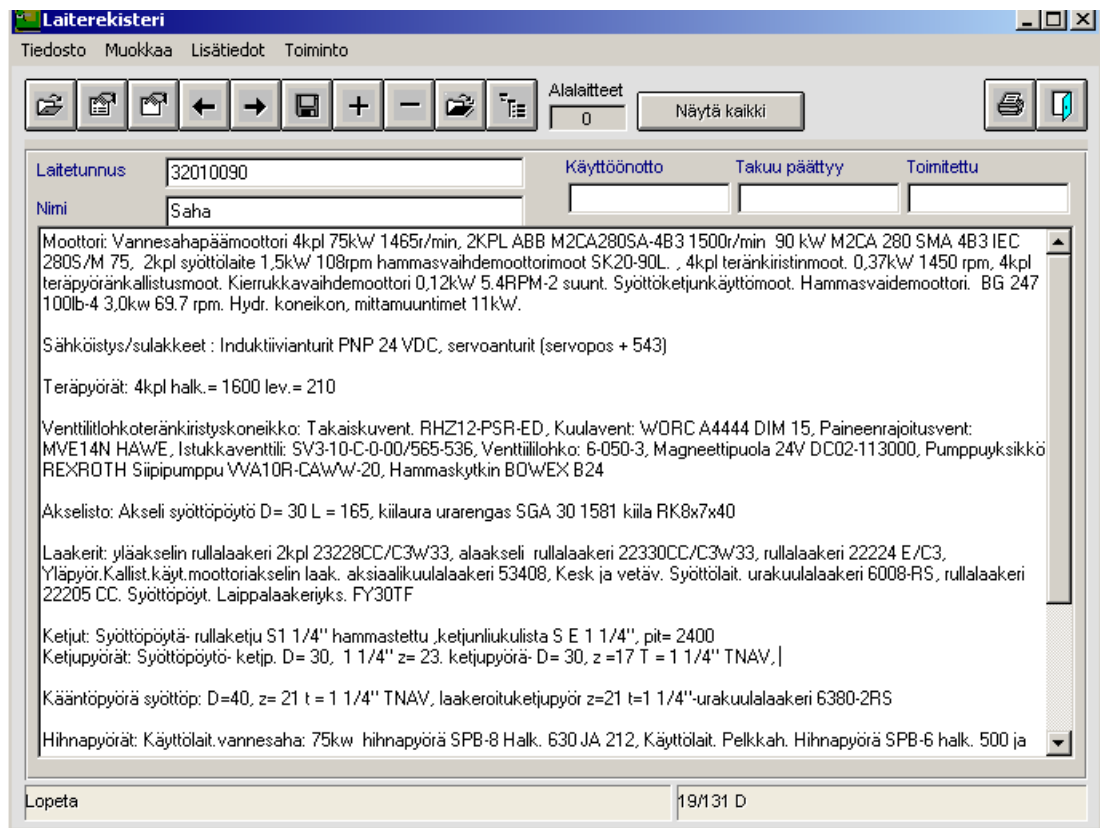 Laiterekisteri
Tiedosto Muokkaa Lisätiedot Toiminto
Alalaitteet
0
Näytä kaikki
Laitetunnus 32010090 Käyttöönotto Takuu päättyy Toimitettu
Nimi Saha
Moottori: Vannesahapäämoottori 4kpl 75kW 1465r/min, 2KPL ABB M2CA280SA-4B3 1500r/min 90 kW M2CA 280 SMA 4B3 IEC
280S/M 75, 2kpl syöttölaite 1,5kW 108rpm hammasvaihdemoottorimoot SK20-90L. , 4kpl teränkiristinmoot. 0,37kW 1450 rpm, 4kpl
teräpyöränkallistusmoot. Kierrukkavaihdemoottori 0,12kW 5.4RPM-2 suunt. Syöttöketjunkäyttömoot. Hammasvaidemoottori. BG 247
100lb-4 3,0kw 69.7 rpm. Hydr. koneikon, mittamuuntimet 11kW.
Sähköistys/sulakkeet : Induktiivianturit PNP 24 VDC, servoanturit (servopos + 543)
Teräpyörät: 4kpl halk.= 1600 lev.= 210
Venttilitlohkoteränkiristyskoneikko: Takaiskuvent. RHZ12-PSR-ED, Kuulavent: WORC A4444 DIM 15, Paineenrajoitusvent:
MVE14N HAWE, Istukkaventtili: SV3-10-C-0-00/565-536, Venttiililohko: 6-050-3, Magneettipuola 24V DC02-113000, Pumppuyksikkö
REXROTH Siipipumppu VVA10R-CAWW-20, Hammaskytkin BOWEX B24
Akselisto: Akseli syöttöpöytö D= 30 L = 165, kiilaura urarengas SGA 30 1581 kiila RK8x7x40
Laakerit: yläakselin rullalaakeri 2kpl 23228CC/C3W33, alaakseli rullalaakeri 22330CC/C3W33, rullalaakeri 22224 E/C3,
Yläpyör.Kallist.käyt.moottoriakselin laak. aksiaalikuulalaakeri 53408, Kesk ja vetäv. Syöttölait. urakuulalaakeri 6008-RS, rullalaakeri
22205 CC. Syöttöpöyt. Laippalaakeriyks. FY30TF
Ketjut: Syöttöpöytä- rullaketju S1 1/4'' hammastettu ,ketjunliukulista S E 1 1/4'', pit= 2400
Ketjupyörät: Syöttöpöytö- ketjp. D= 30, 1 1/4'' z= 23. ketjupyörä- D= 30, z =17 T = 1 1/4'' TNAV,
Kääntöpyörä syöttöp: D=40, z= 21 t = 1 1/4'' TNAV, laakeroituketjupyör z=21 t=1 1/4''-urakuulalaakeri 6380-2RS
Hihnapyörät: Käyttölait.vannesaha: 75kw hihnapyörä SPB-8 Halk. 630 JA 212, Käyttölait. Pelkkah. Hihnapyörä SPB-6 halk. 500 ja
Lopeta 19/131 D